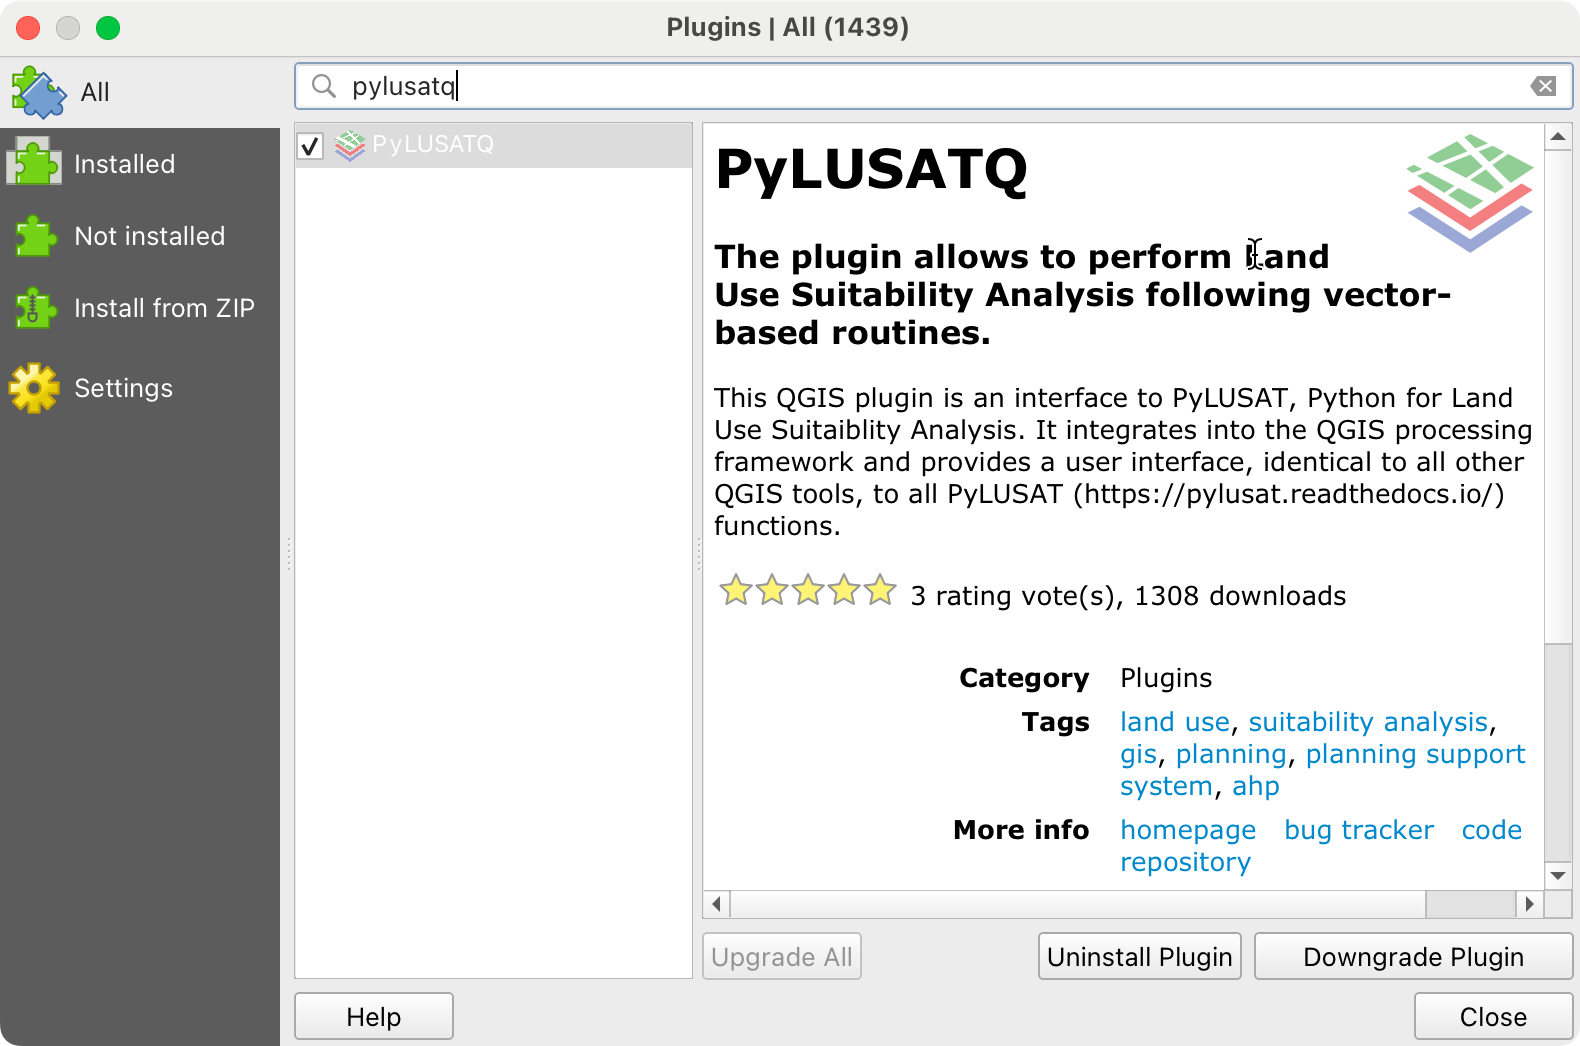 Plugins | All (1439)
All
pylusatq
Installed
Not installed
Install from ZIP
Settings
PyLUSATQ
PyLUSATQ
The plugin allows to perform Land
Use Suitability Analysis following vector-
based routines.
This QGIS plugin is an interface to PyLUSAT, Python for Land
Use Suitaiblity Analysis. It integrates into the QGIS processing
framework and provides a user interface, identical to all other
QGIS tools, to all PyLUSAT (https://pylusat.readthedocs.io/)
functions.
3 rating vote(s), 1308 downloads
Category Plugins
Tags land use, suitability analysis,
gis, planning, planning support
system, ahp
More info homepage bug tracker code
repository
Upgrade All Uninstall Plugin Downgrade Plugin
Help Close